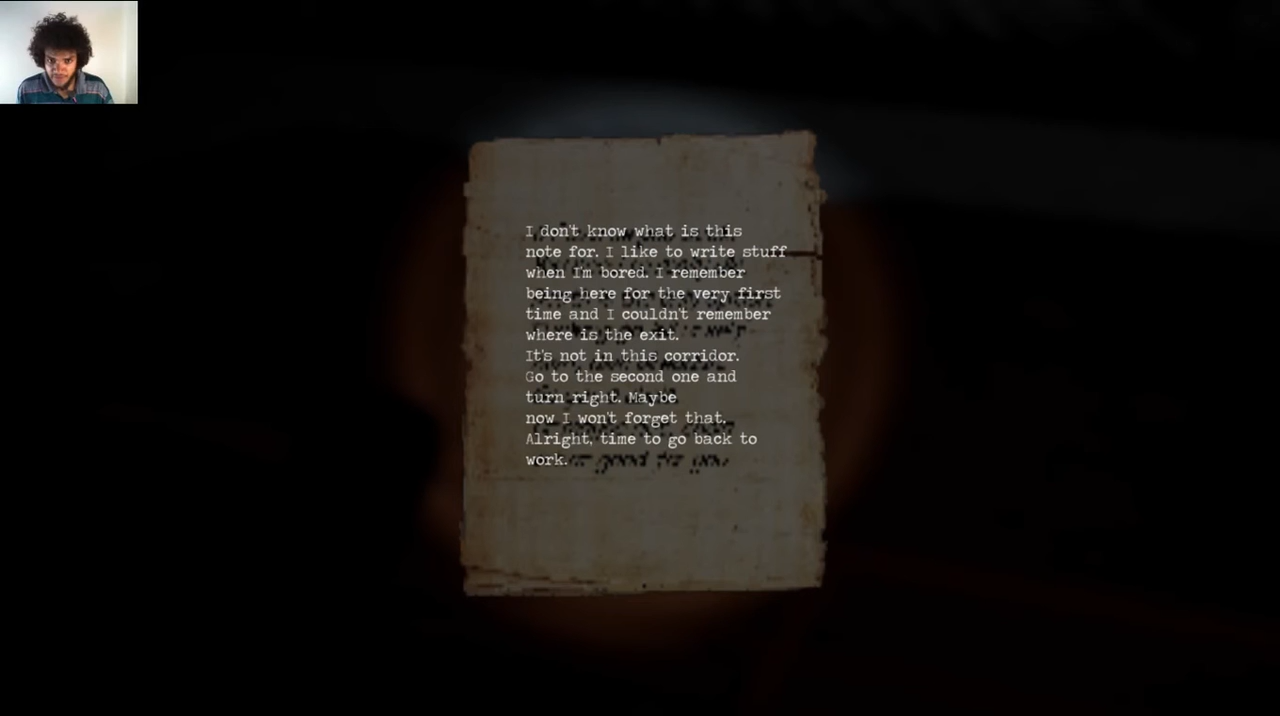 I don't know what is this
note for. I like to write stuff
when I'm bored. I remember
being here for the very first
time and I couldn't remember
where is the exit.
It's not in this corridor.
Go to the second one and
turn right. Maybe
now I won't forget that.
Alright, time to go back to
work.